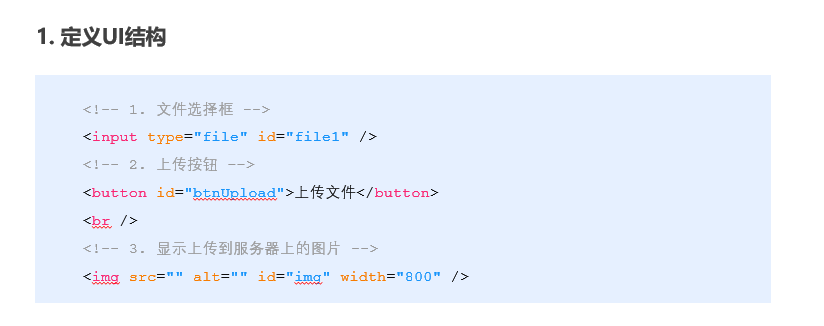 1. 定义UI结构
<!-- 1. 文件选择框 -->
<input type="file" id="file1" />
<!-- 2. 上传按钮 -->
<button id="btnUpload">上传文件</button>
<br />
<!-- 3. 显示上传到服务器上的图片 -->
<img src="" alt="" id="img" width="800" />